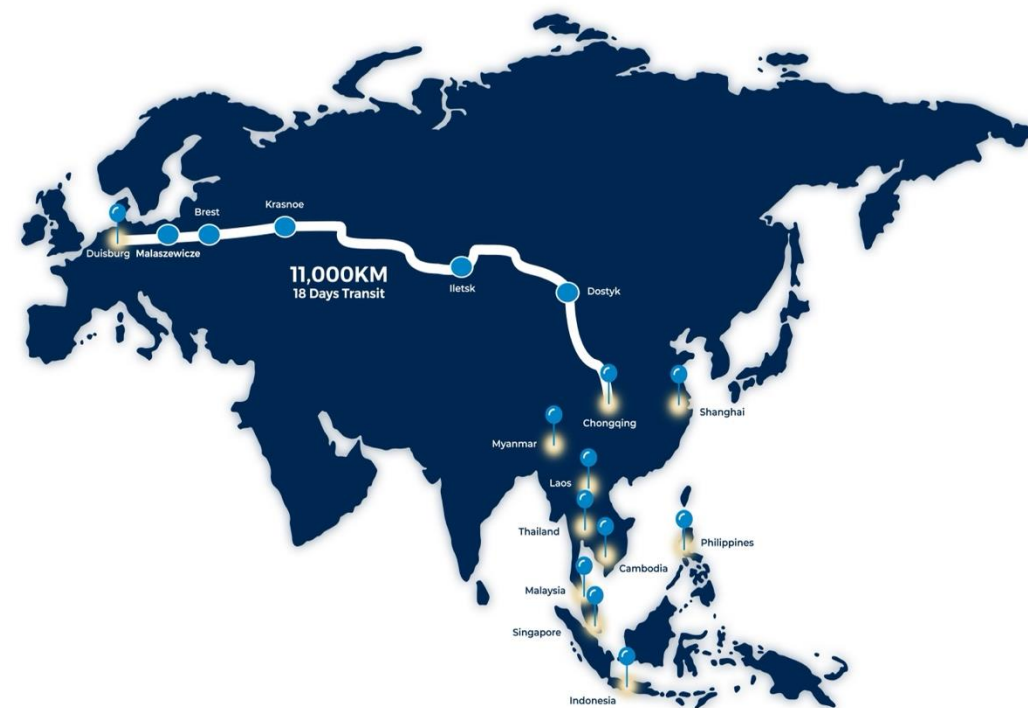 Krasnoe
Brest
Duisburg
Malaszewicze
11,000KM
18 Days Transit
Iletsk
Dostyk
Chongqing
Shanghai
Myanmar
Laos
Thailand
Philippines
Cambodia
Malaysia
Singapore
Indonesia